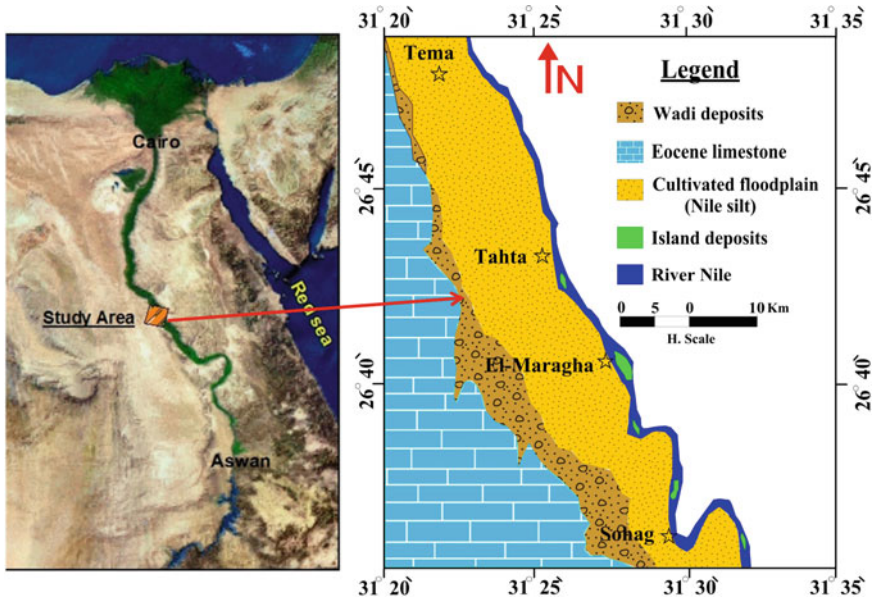 Cairo
Red sea
Study Area
Aswan
31° 20
31° 25
31° 30
31° 35
N
Tema
Tahta
El-Maragha
Sohag
Legend
Wadi deposits
Eocene limestone
Cultivated floodplain
(Nile silt)
Island deposits
River Nile
0 5 0 10 Km
H. Scale
26° 45'
26° 40'
26° 45'
26° 40'
31° 20
31° 25
31° 30
31° 35